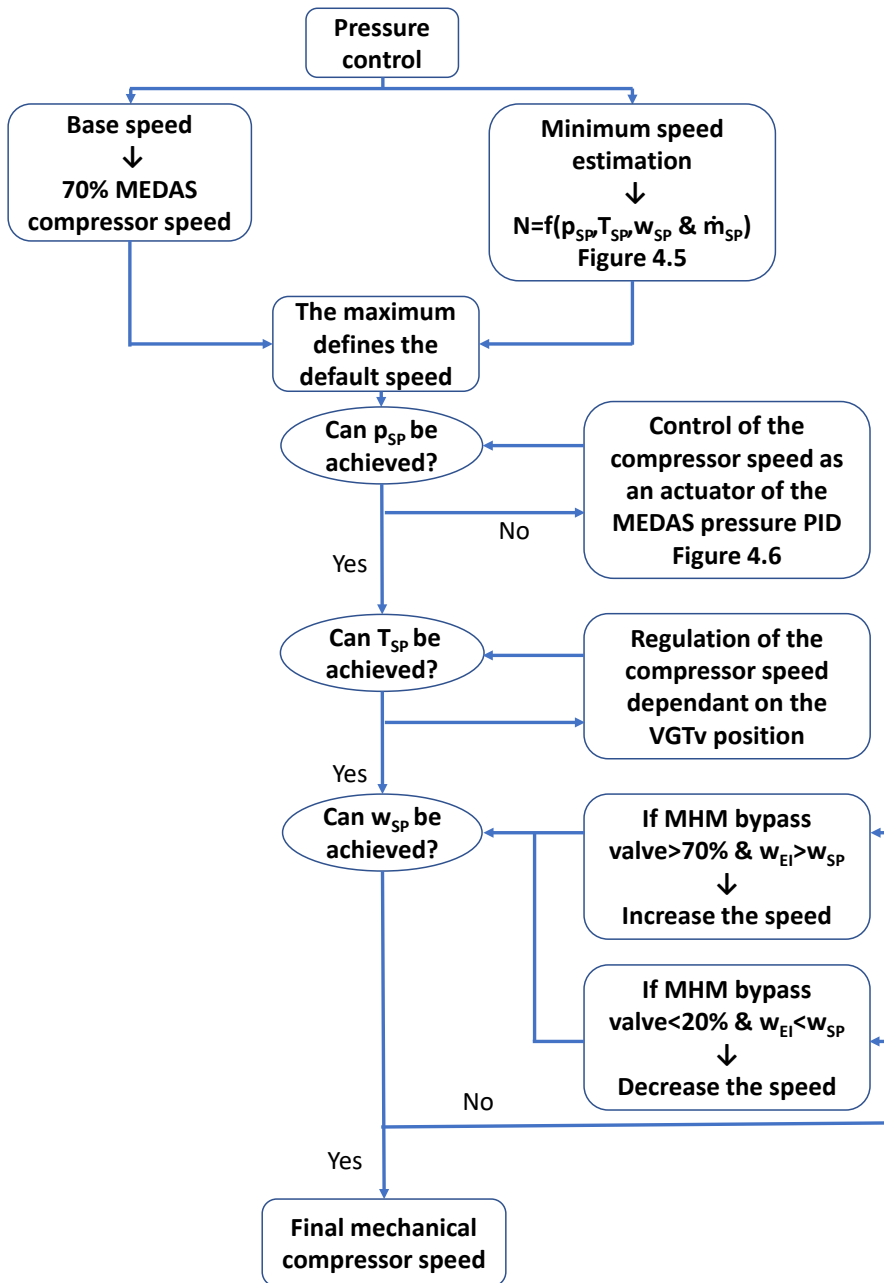 Pressure
control
Base speed
↓
70% MEDAS
compressor speed
Minimum speed
estimation
↓
N=f(pSP,TSP,wSP & ṁSP)
Figure 4.5
The maximum
defines the
default speed
Can pSP be
achieved?
Control of the
compressor speed as
an actuator of the
MEDAS pressure PID
Figure 4.6
No
Yes
Can TSP be
achieved?
Regulation of the
compressor speed
dependant on the
VGTv position
Yes
Can wSP be
achieved?
If MHM bypass
valve>70% & wEI>wSP
↓
Increase the speed
If MHM bypass
valve<20% & wEI<wSP
↓
Decrease the speed
No
Yes
Final mechanical
compressor speed